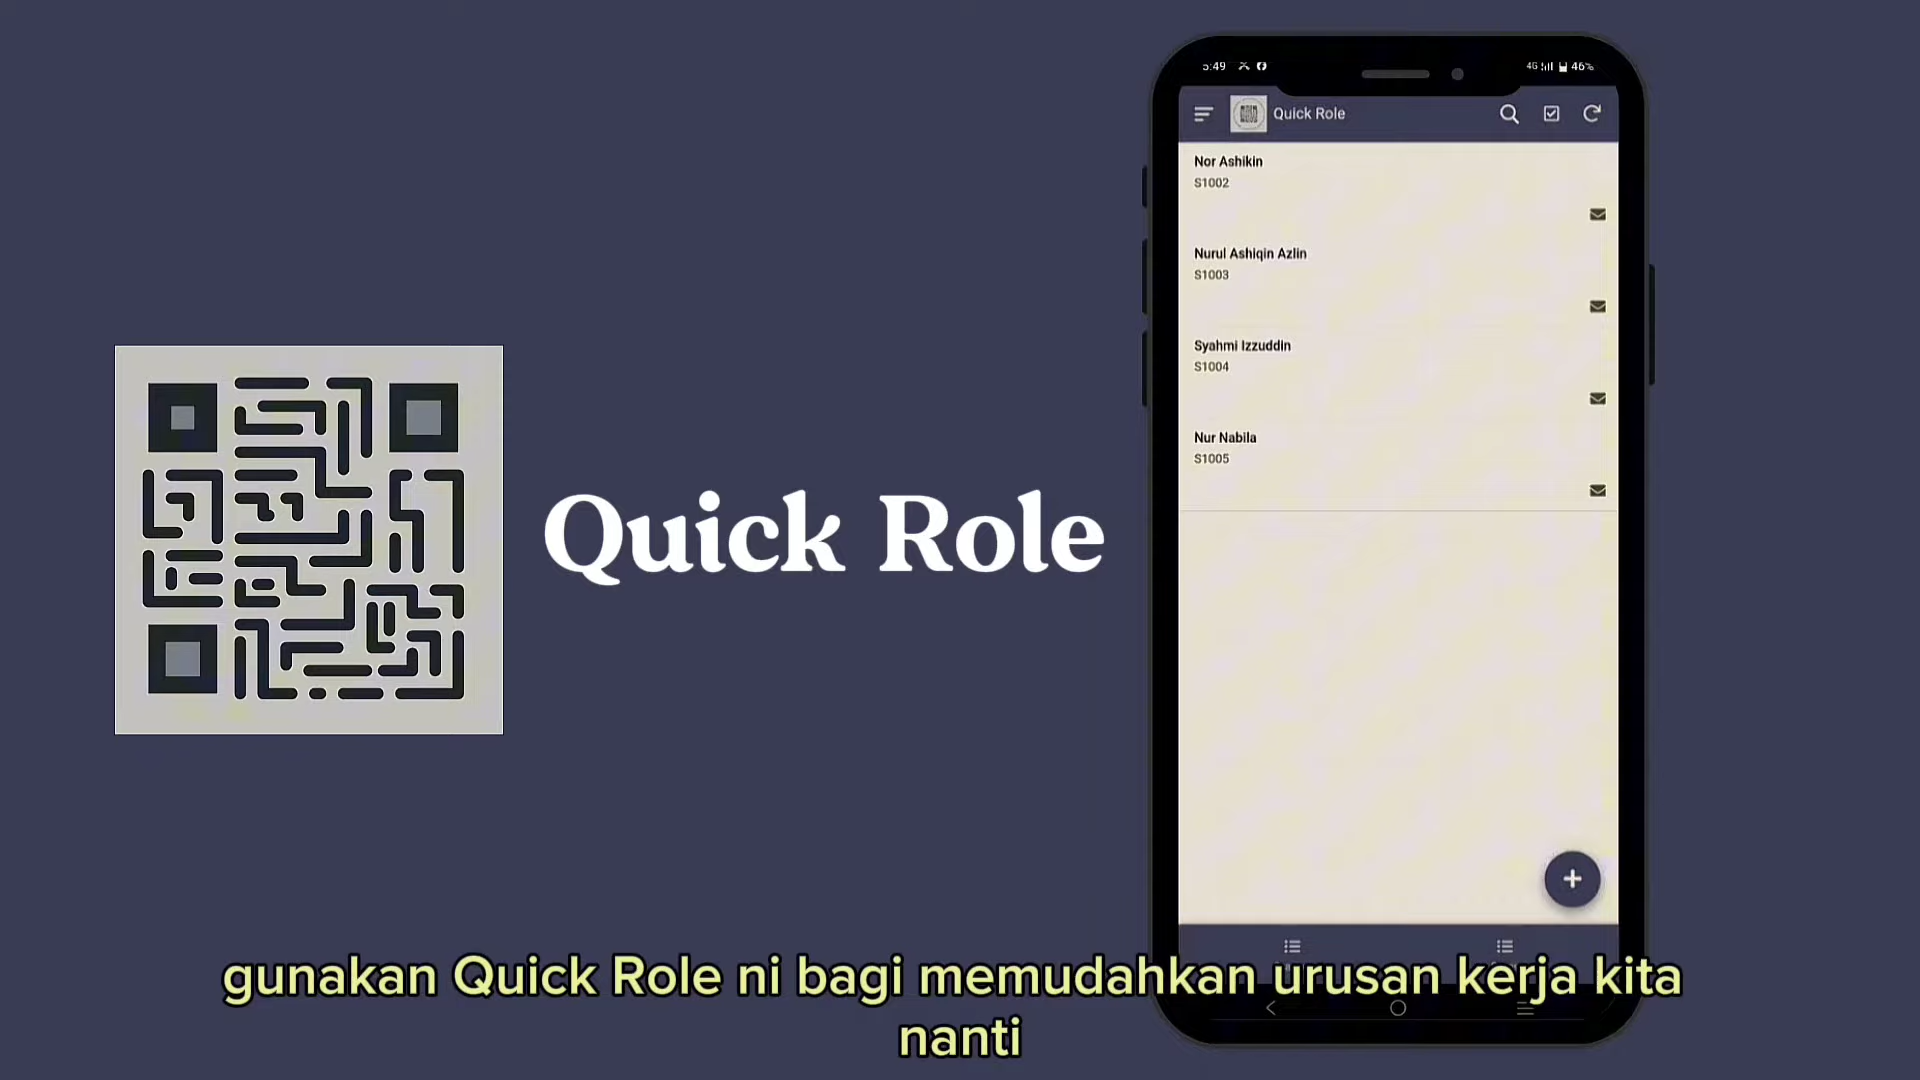 5:49
4G 46%
Quick Role
Nor Ashikin
S1002
Nurul Ashiqin Azlin
S1003
Syahmi Izzuddin
S1004
Nur Nabila
S1005
Quick Role
gunakan Quick Role ni bagi memudahkan urusan kerja kita
nanti